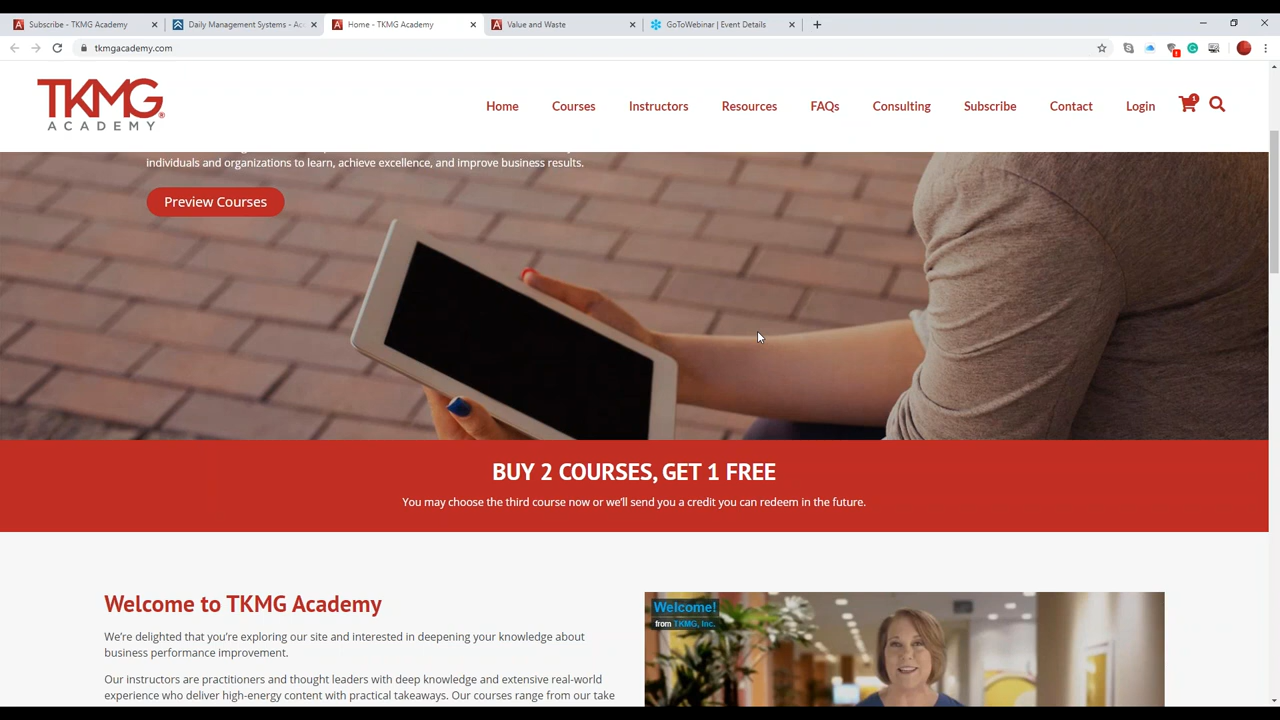 Subscribe - TKMG Academy
Daily Management Systems - Acc
Home - TKMG Academy
Value and Waste
GoToWebinar | Event Details
tkmgacademy.com
TKMG®
ACADEMY
Home
Courses
Instructors
Resources
FAQs
Consulting
Subscribe
Contact
Login
1
individuals and organizations to learn, achieve excellence, and improve business results.
Preview Courses
BUY 2 COURSES, GET 1 FREE
You may choose the third course now or we'll send you a credit you can redeem in the future.
Welcome to TKMG Academy
We're delighted that you're exploring our site and interested in deepening your knowledge about
business performance improvement.
Our instructors are practitioners and thought leaders with deep knowledge and extensive real-world
experience who deliver high-energy content with practical takeaways. Our courses range from our take
Welcome!
from TKMG, Inc.